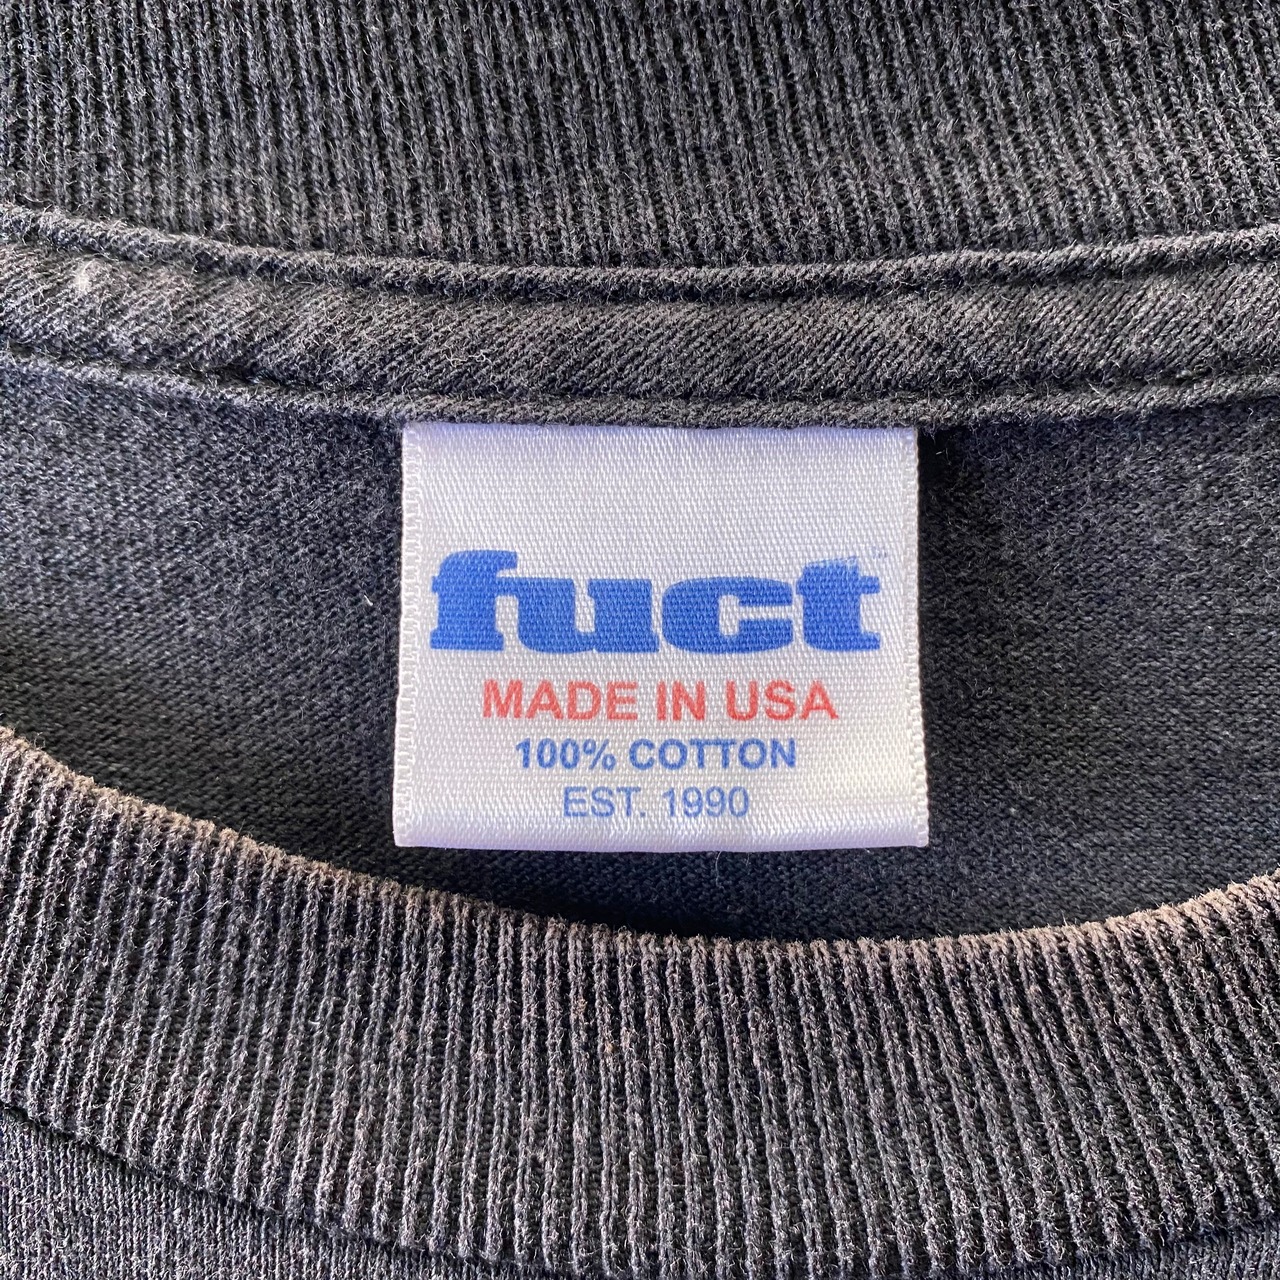 fuct
MADE IN USA
100% COTTON
EST. 1990